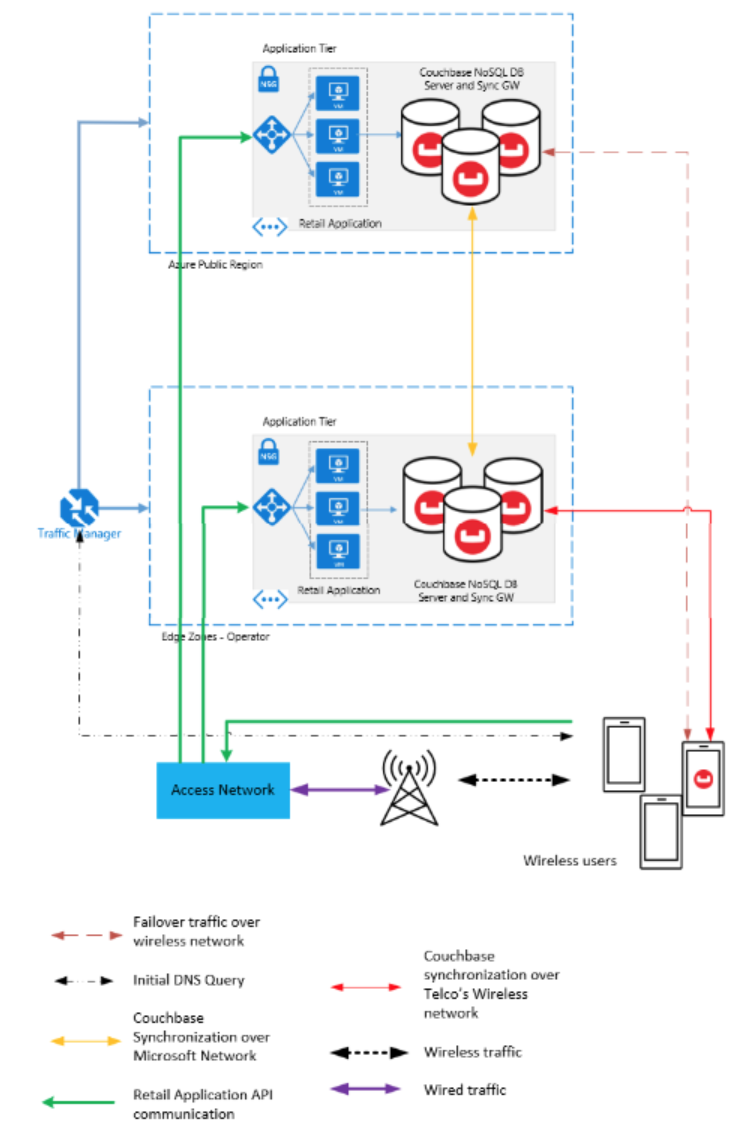 Application Tier
NSG
Couchbase NoSQL DB
Server and Sync GW
VM
VM
VM
Retail Application
Azure Public Region
Application Tier
NSG
VM
VM
VM
Traffic Manager
Retail Application
Couchbase NoSQL DB
Server and Sync GW
Edge Zones - Operator
Access Network
Wireless users
Failover traffic over
wireless network
Initial DNS Query
Couchbase
Synchronization over
Microsoft Network
Retail Application API
communication
Couchbase
synchronization over
Telco's Wireless
network
Wireless traffic
Wired traffic